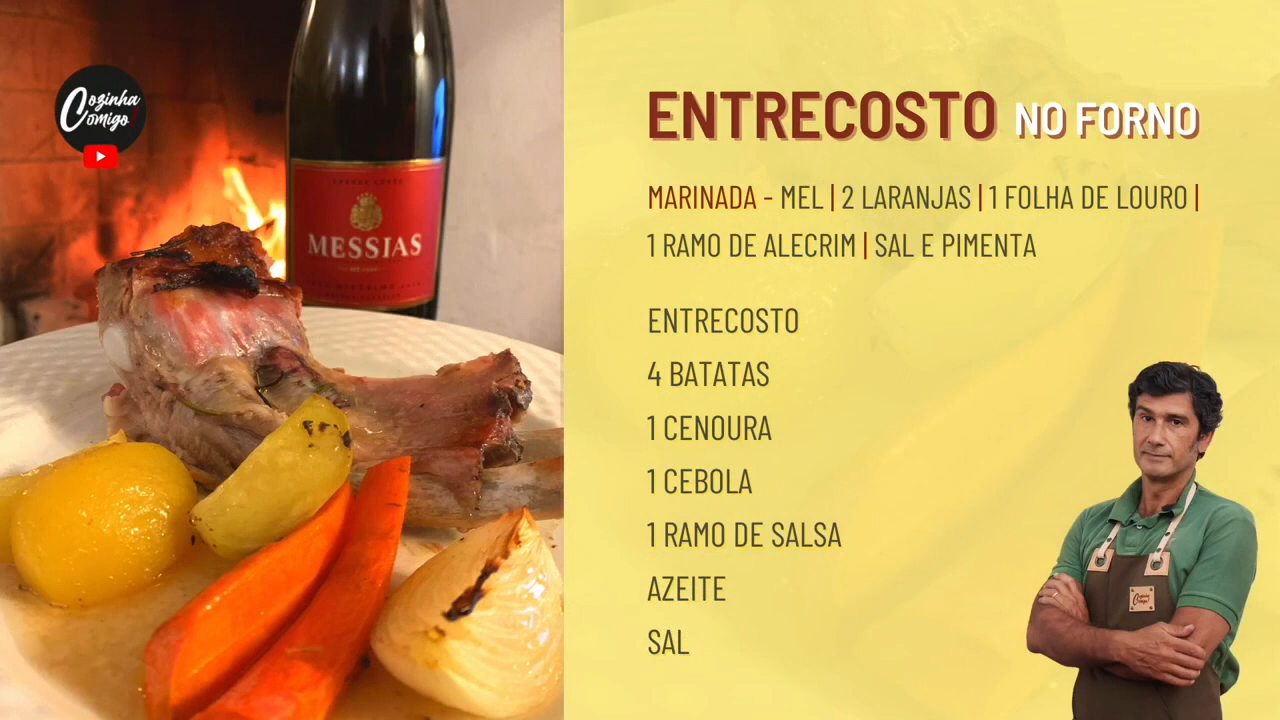 Cozinha
Comigo!
MESSIAS
ENTRECOSTO NO FORNO
MARINADA - MEL | 2 LARANJAS | 1 FOLHA DE LOURO |
1 RAMO DE ALECRIM | SAL E PIMENTA
ENTRECOSTO
4 BATATAS
1 CENOURA
1 CEBOLA
1 RAMO DE SALSA
AZEITE
SAL